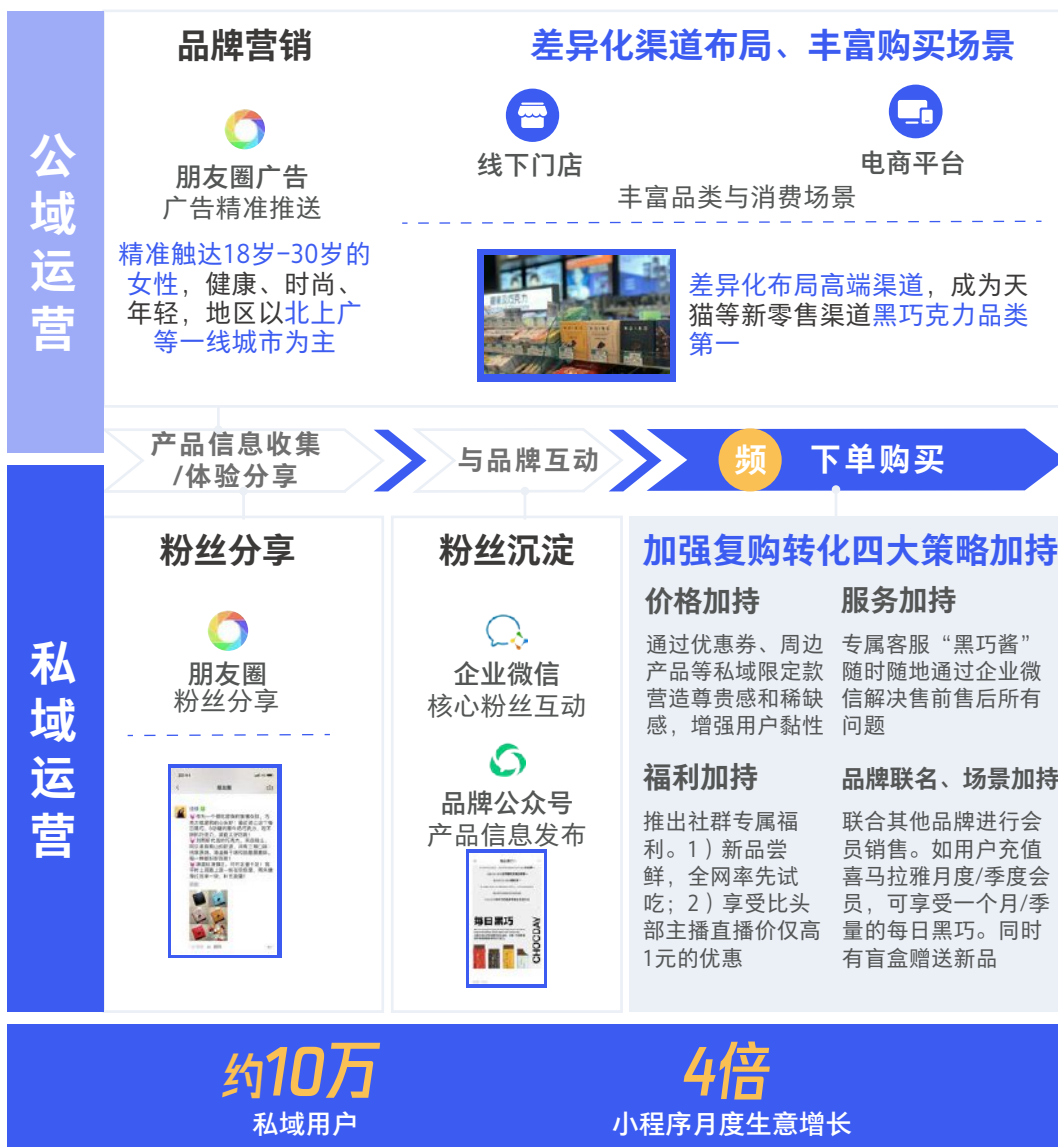 公域运营
品牌营销
朋友圈广告
广告精准推送
精准触达18岁-30岁的
女性，健康、时尚、
年轻，地区以北上广
等一线城市为主
差异化渠道布局、丰富购买场景
线下门店
电商平台
丰富品类与消费场景
差异化布局高端渠道，成为天
猫等新零售渠道黑巧克力品类
第一
产品信息收集
/体验分享
与品牌互动
频 下单购买
私域运营
粉丝分享
朋友圈
粉丝分享
朋友圈
粉丝沉淀
企业微信
核心粉丝互动
品牌公众号
产品信息发布
每日黑巧
CHOCDAY
加强复购转化四大策略加持
价格加持
通过优惠券、周边
产品等私域限定款
营造尊贵感和稀缺
感，增强用户黏性
服务加持
专属客服“黑巧酱”
随时随地通过企业微
信解决售前售后所有
问题
福利加持
推出社群专属福
利。1）新品尝
鲜，全网率先试
吃；2）享受比头
部主播直播价仅高
1元的优惠
品牌联名、场景加持
联合其他品牌进行会
员销售。如用户充值
喜马拉雅月度/季度会
员，可享受一个月/季
量的每日黑巧。同时
有盲盒赠送新品
约10万
私域用户
4倍
小程序月度生意增长